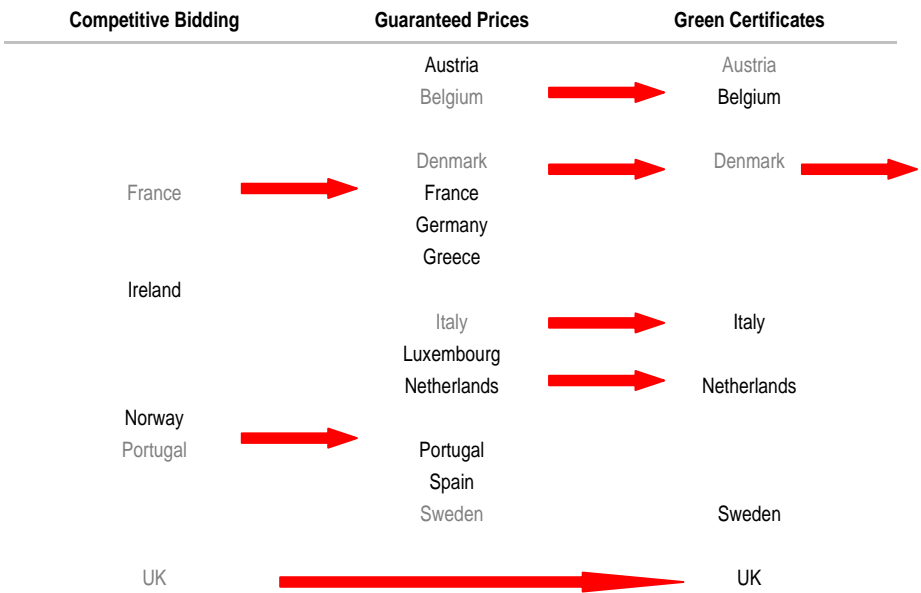 Competitive Bidding Guaranteed Prices Green Certificates
Austria Austria
Belgium Belgium
Denmark Denmark
France France
Germany
Greece
Ireland
Italy Italy
Luxembourg
Netherlands Netherlands
Norway
Portugal Portugal
Spain
Sweden Sweden
UK UK